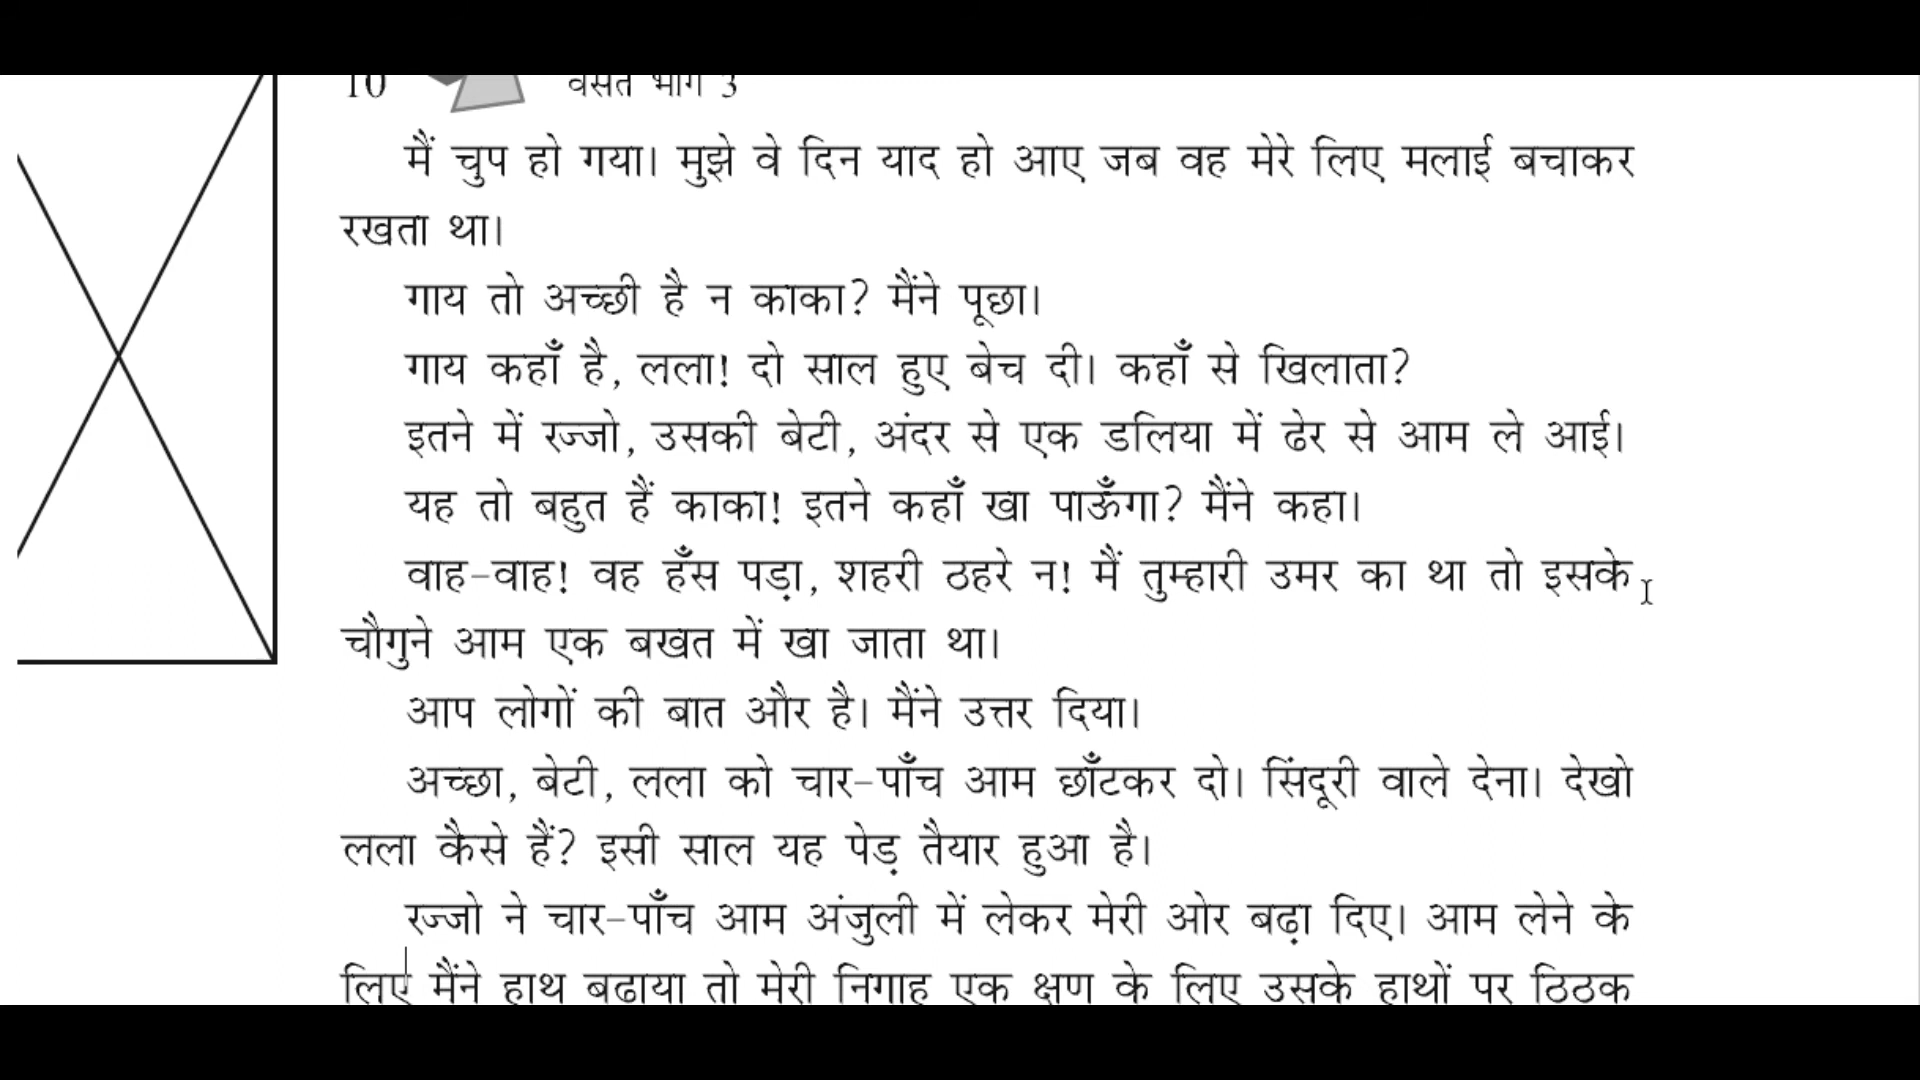 10 वसंत भाग 3
मैं चुप हो गया। मुझे वे दिन याद हो आए जब वह मेरे लिए मलाई बचाकर
रखता था।
गाय तो अच्छी है न काका? मैंने पूछा।
गाय कहाँ है, लला! दो साल हुए बेच दी। कहाँ से खिलाता?
इतने में रज्जो, उसकी बेटी, अंदर से एक डलिया में ढेर से आम ले आई।
यह तो बहुत हैं काका! इतने कहाँ खा पाऊँगा? मैंने कहा।
वाह-वाह! वह हँस पड़ा, शहरी ठहरे न! मैं तुम्हारी उमर का था तो इसके
चौगुने आम एक बखत में खा जाता था।
आप लोगों की बात और है। मैंने उत्तर दिया।
अच्छा, बेटी, लला को चार-पाँच आम छाँटकर दो। सिंदूरी वाले देना। देखो
लला कैसे हैं? इसी साल यह पेड़ तैयार हुआ है।
रज्जो ने चार-पाँच आम अंजुली में लेकर मेरी ओर बढ़ा दिए। आम लेने के
लिए मैंने हाथ बढाया तो मेरी निगाह एक क्षण के लिए उसके हाथों पर ठिठक